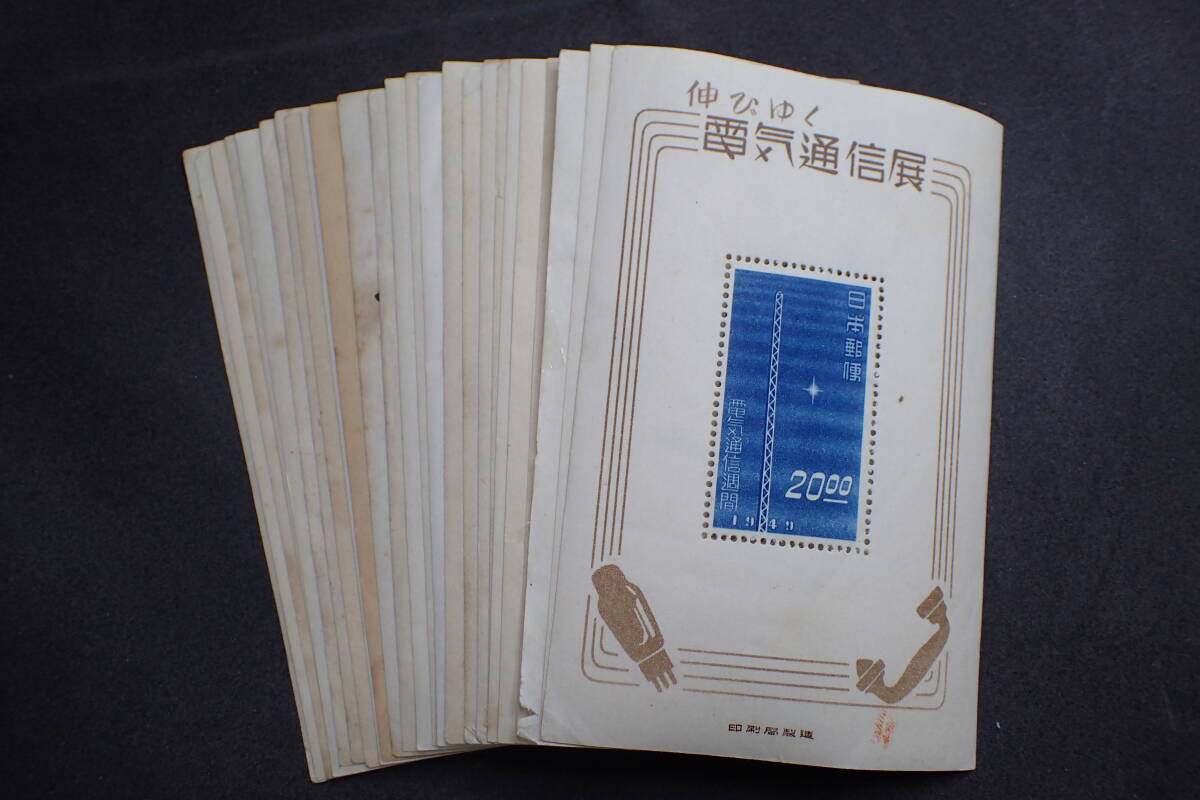 伸びゆく
電気通信展
日本郵便
電気通信週間
20.00
1949
印刷廳製造